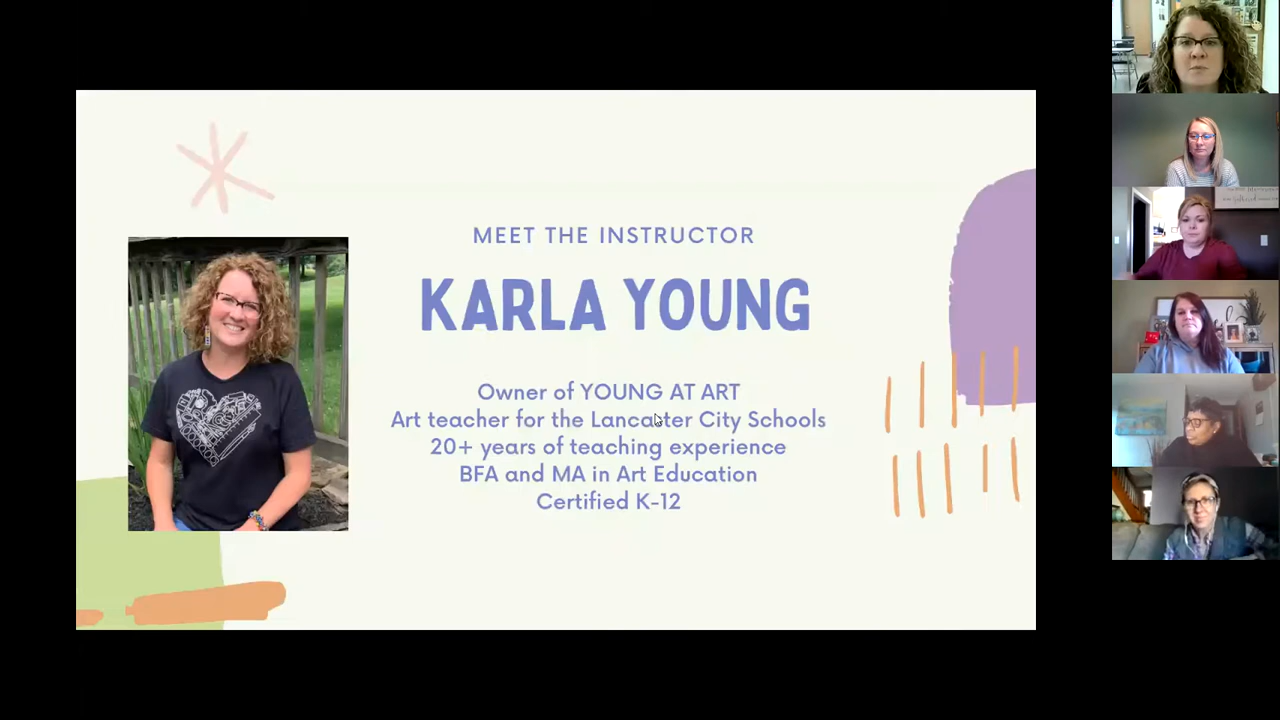 MEET THE INSTRUCTOR
KARLA YOUNG
Owner of YOUNG AT ART
Art teacher for the Lancaster City Schools
20+ years of teaching experience
BFA and MA in Art Education
Certified K-12